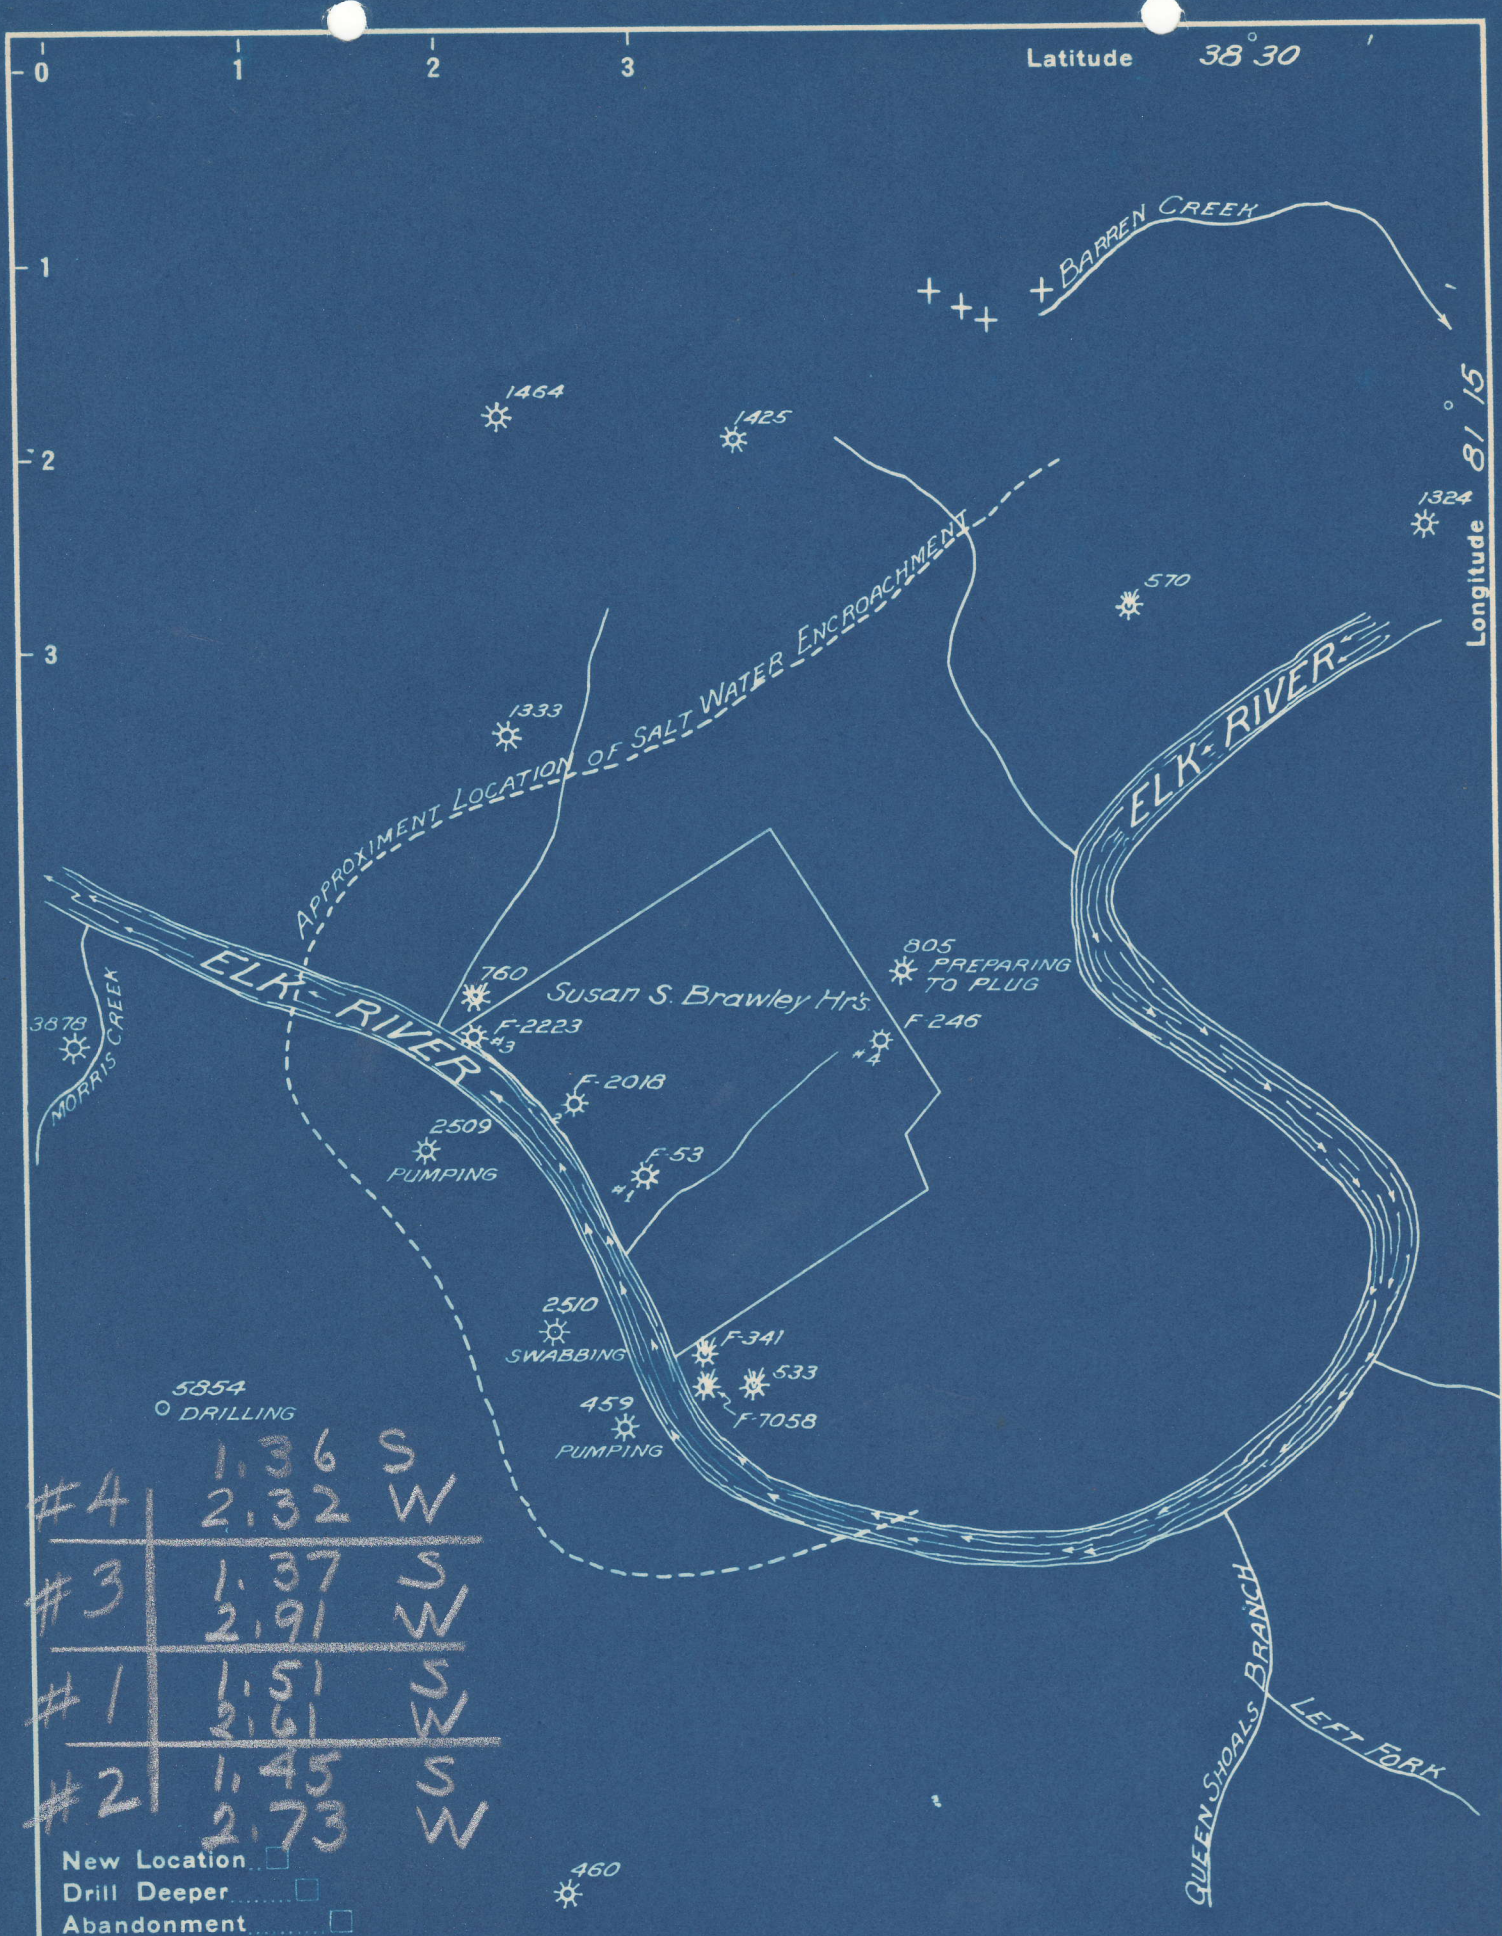 0 1 2 3 Latitude 38° 30'
1
2
3
Longitude 81° 15'
BARREN CREEK
1464
1425
1324
570
APPROXIMENT LOCATION OF SALT WATER ENCROACHMENT
1333
ELK RIVER
ELK RIVER
760
Susan S. Brawley Hrs.
805
PREPARING
TO PLUG
F-2223
#3
F-246
#4
3878
MORRIS CREEK
F-2018
2
2509
PUMPING
F-53
#1
2510
SWABBING
F-341
533
F-7058
459
PUMPING
5854
DRILLING
1.36 S
#4 2.32 W
1.37 S
#3 2.91 W
1.51 S
#1 2.61 W
1.45 S
#2 2.73 W
QUEEN SHOALS BRANCH
LEFT FORK
New Location
Drill Deeper
Abandonment
460